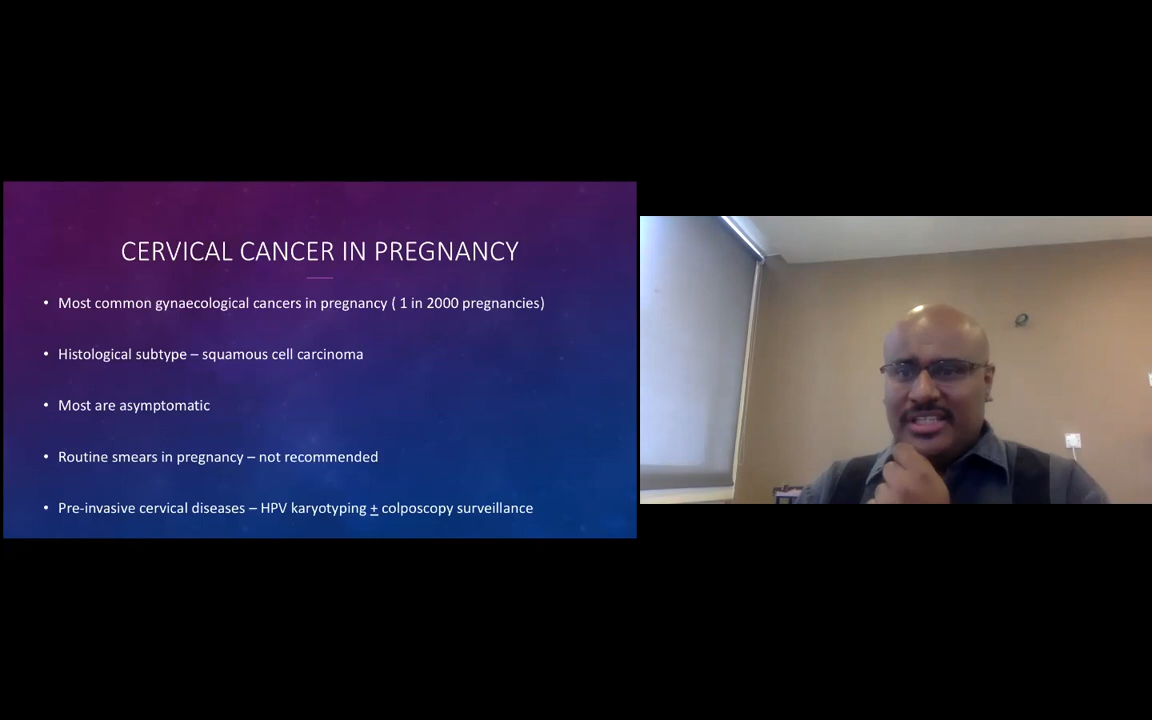 CERVICAL CANCER IN PREGNANCY
• Most common gynaecological cancers in pregnancy ( 1 in 2000 pregnancies)
• Histological subtype – squamous cell carcinoma
• Most are asymptomatic
• Routine smears in pregnancy – not recommended
• Pre-invasive cervical diseases – HPV karyotyping ± colposcopy surveillance